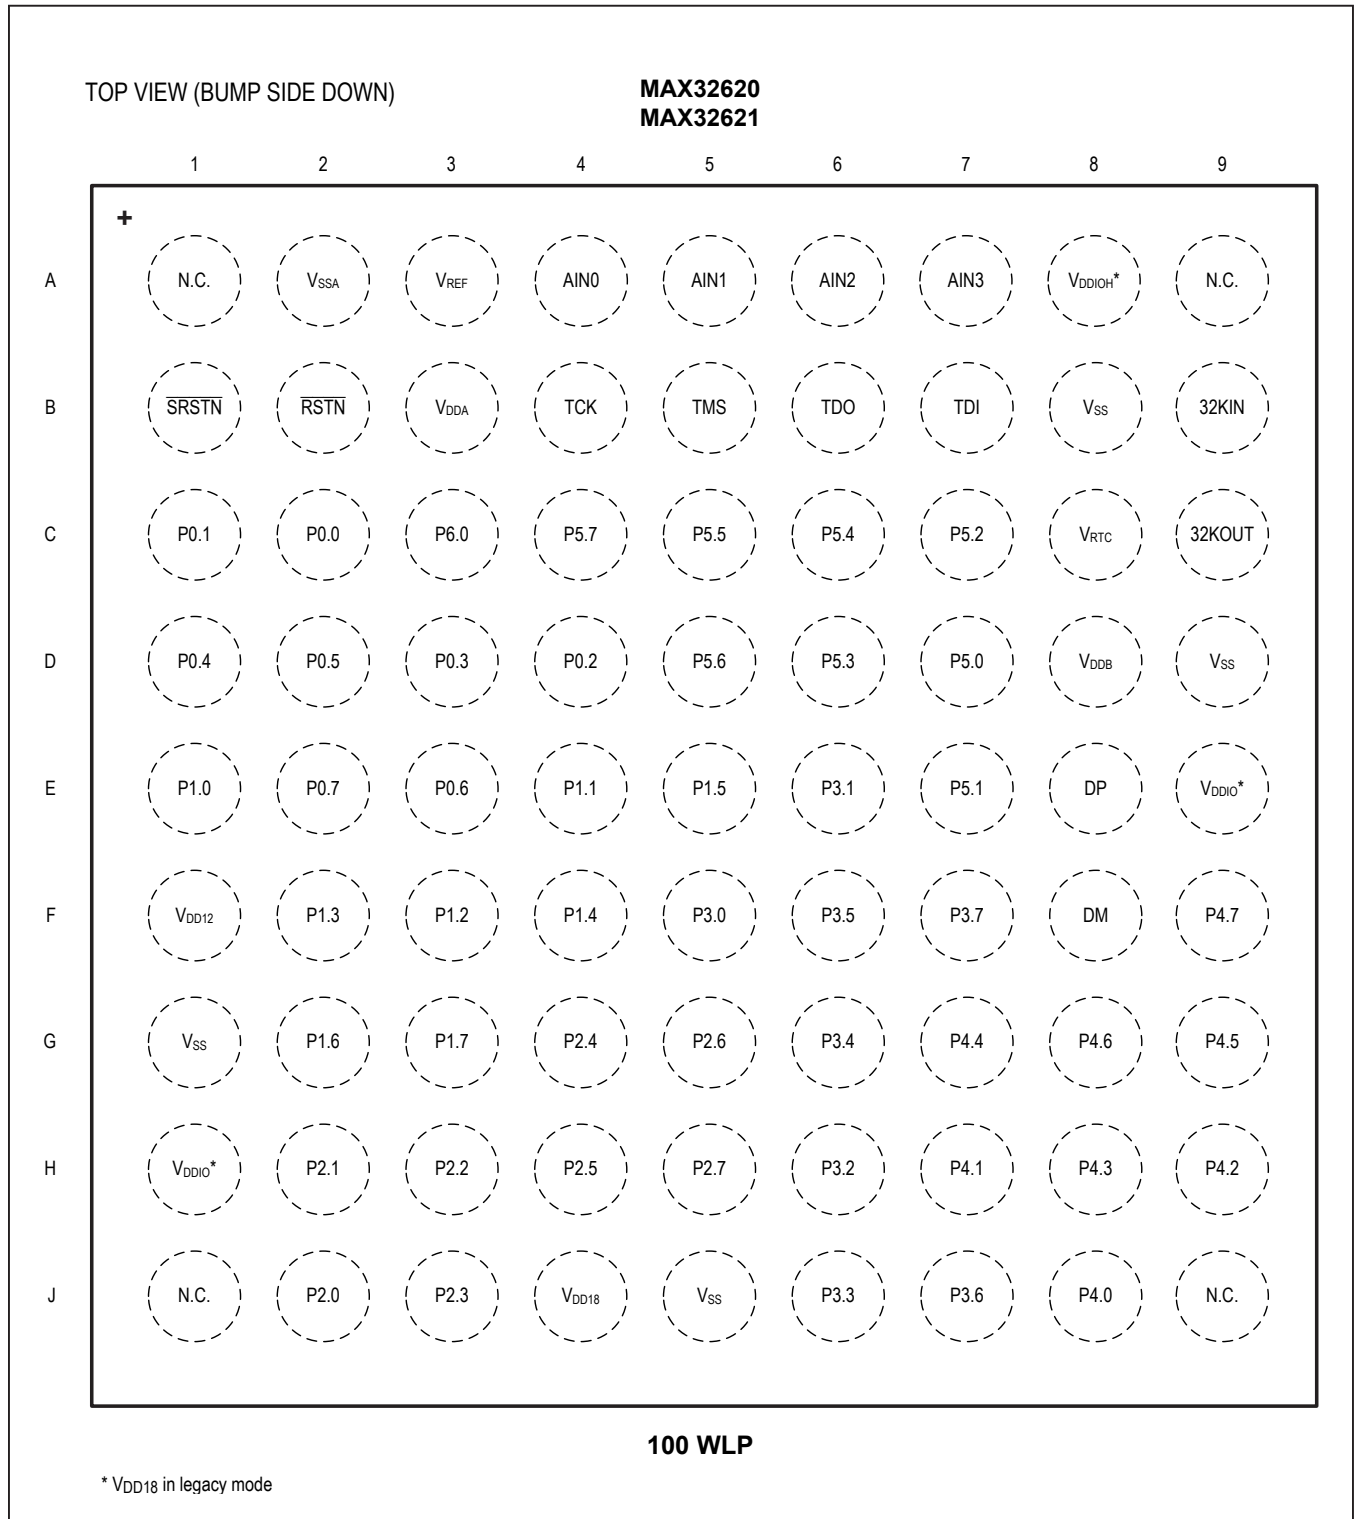 TOP VIEW (BUMP SIDE DOWN)
MAX32620
MAX32621
1 2 3 4 5 6 7 8 9
+
A N.C. VSSA VREF AIN0 AIN1 AIN2 AIN3 VDDIOH* N.C.
B SRSTN RSTN VDDA TCK TMS TDO TDI VSS 32KIN
C P0.1 P0.0 P6.0 P5.7 P5.5 P5.4 P5.2 VRTC 32KOUT
D P0.4 P0.5 P0.3 P0.2 P5.6 P5.3 P5.0 VDDB VSS
E P1.0 P0.7 P0.6 P1.1 P1.5 P3.1 P5.1 DP VDDIO*
F VDD12 P1.3 P1.2 P1.4 P3.0 P3.5 P3.7 DM P4.7
G VSS P1.6 P1.7 P2.4 P2.6 P3.4 P4.4 P4.6 P4.5
H VDDIO* P2.1 P2.2 P2.5 P2.7 P3.2 P4.1 P4.3 P4.2
J N.C. P2.0 P2.3 VDD18 VSS P3.3 P3.6 P4.0 N.C.
100 WLP
* VDD18 in legacy mode